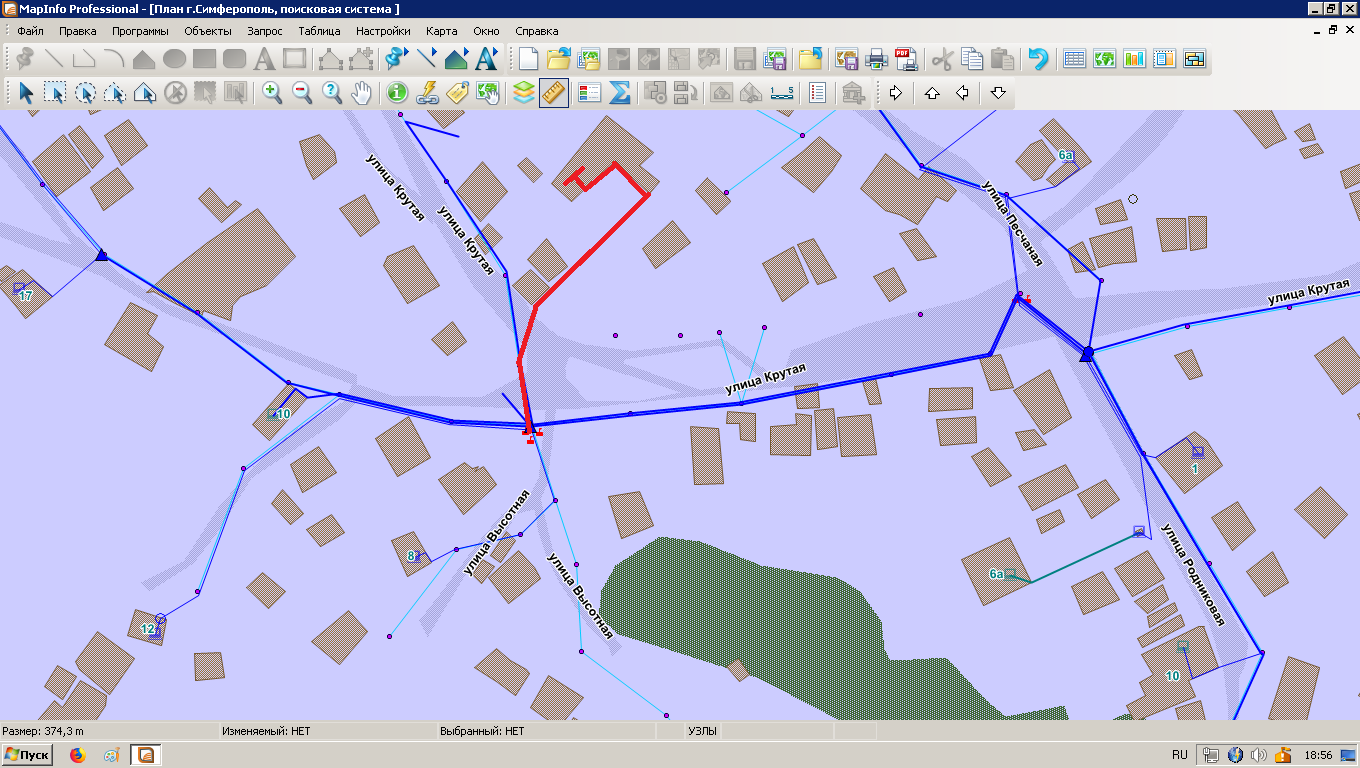 MapInfo Professional - [План г.Симферополь, поисковая система ]
Файл Правка Программы Объекты Запрос Таблица Настройки Карта Окно Справка
PDF
6а
улица Крутая
улица Крутая
улица Песчаная
17
улица Крутая
улица Крутая
10
1
улица Высотная
8
улица Высотная
6а
улица Родниковая
12
10
Размер: 374,3 m Изменяемый: НЕТ Выбранный: НЕТ УЗЛЫ
Пуск RU 18:56